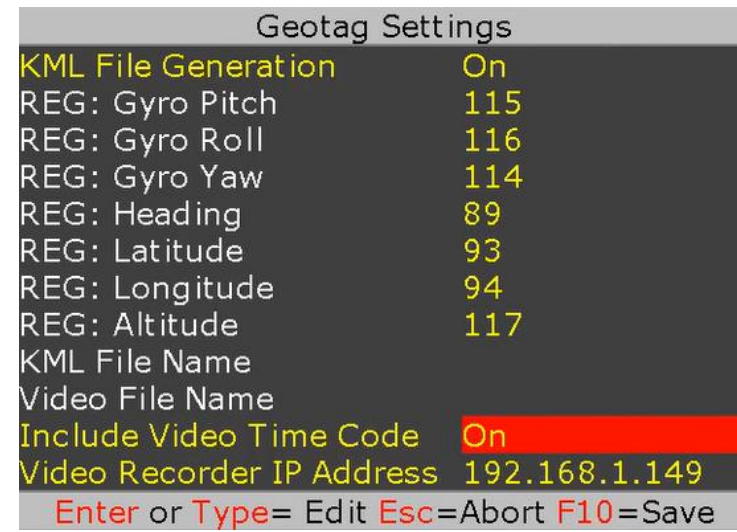 Geotag Settings
KML File Generation On
REG: Gyro Pitch 115
REG: Gyro Roll 116
REG: Gyro Yaw 114
REG: Heading 89
REG: Latitude 93
REG: Longitude 94
REG: Altitude 117
KML File Name
Video File Name
Include Video Time Code On
Video Recorder IP Address 192.168.1.149
Enter or Type= Edit Esc=Abort F10=Save